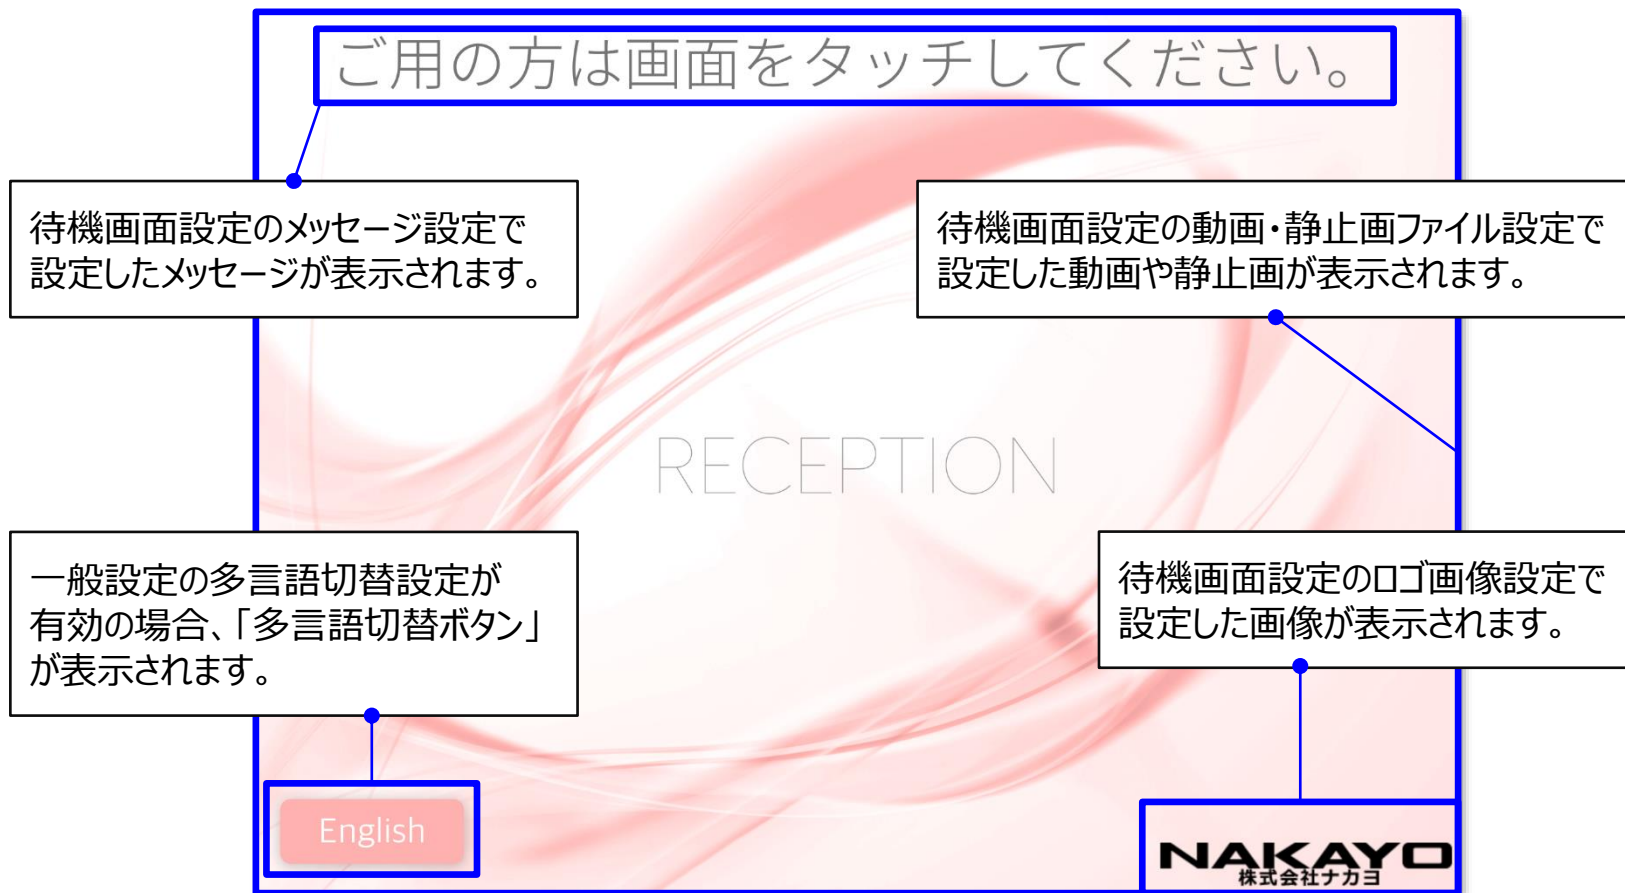 ご用の方は画面をタッチしてください。
待機画面設定のメッセージ設定で
設定したメッセージが表示されます。
待機画面設定の動画・静止画ファイル設定で
設定した動画や静止画が表示されます。
RECEPTION
一般設定の多言語切替設定が
有効の場合、「多言語切替ボタン」
が表示されます。
待機画面設定のロゴ画像設定で
設定した画像が表示されます。
English
NAKAYO
株式会社ナカヨ